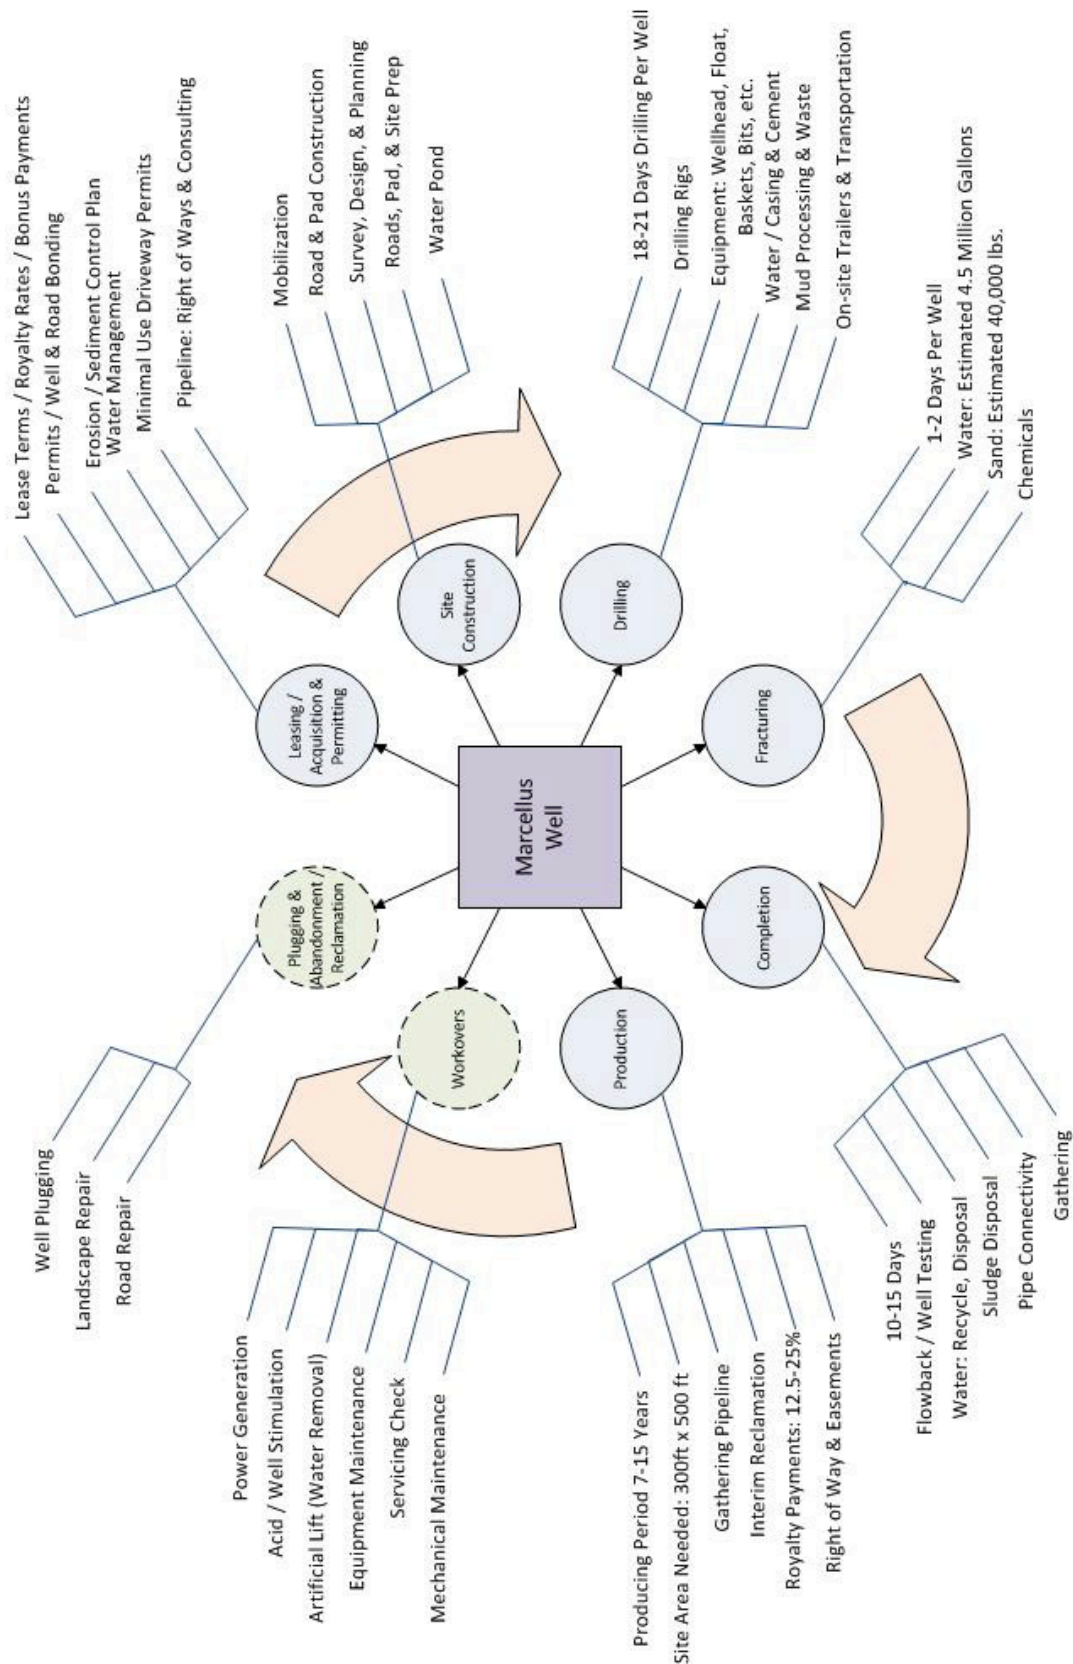 Marcellus
Well
Leasing /
Acquisition &
Permitting
Lease Terms / Royalty Rates / Bonus Payments
Permits / Well & Road Bonding
Erosion / Sediment Control Plan
Water Management
Minimal Use Driveway Permits
Pipeline: Right of Ways & Consulting
Site
Construction
Mobilization
Road & Pad Construction
Survey, Design, & Planning
Roads, Pad, & Site Prep
Water Pond
Drilling
18-21 Days Drilling Per Well
Drilling Rigs
Equipment: Wellhead, Float,
Baskets, Bits, etc.
Water / Casing & Cement
Mud Processing & Waste
On-site Trailers & Transportation
Fracturing
1-2 Days Per Well
Water: Estimated 4.5 Million Gallons
Sand: Estimated 40,000 lbs.
Chemicals
Completion
10-15 Days
Flowback / Well Testing
Water: Recycle, Disposal
Sludge Disposal
Pipe Connectivity
Gathering
Production
Producing Period 7-15 Years
Site Area Needed: 300ft x 500 ft
Gathering Pipeline
Interim Reclamation
Royalty Payments: 12.5-25%
Right of Way & Easements
Workovers
Power Generation
Acid / Well Stimulation
Artificial Lift (Water Removal)
Equipment Maintenance
Servicing Check
Mechanical Maintenance
Plugging &
Abandonment /
Reclamation
Well Plugging
Landscape Repair
Road Repair